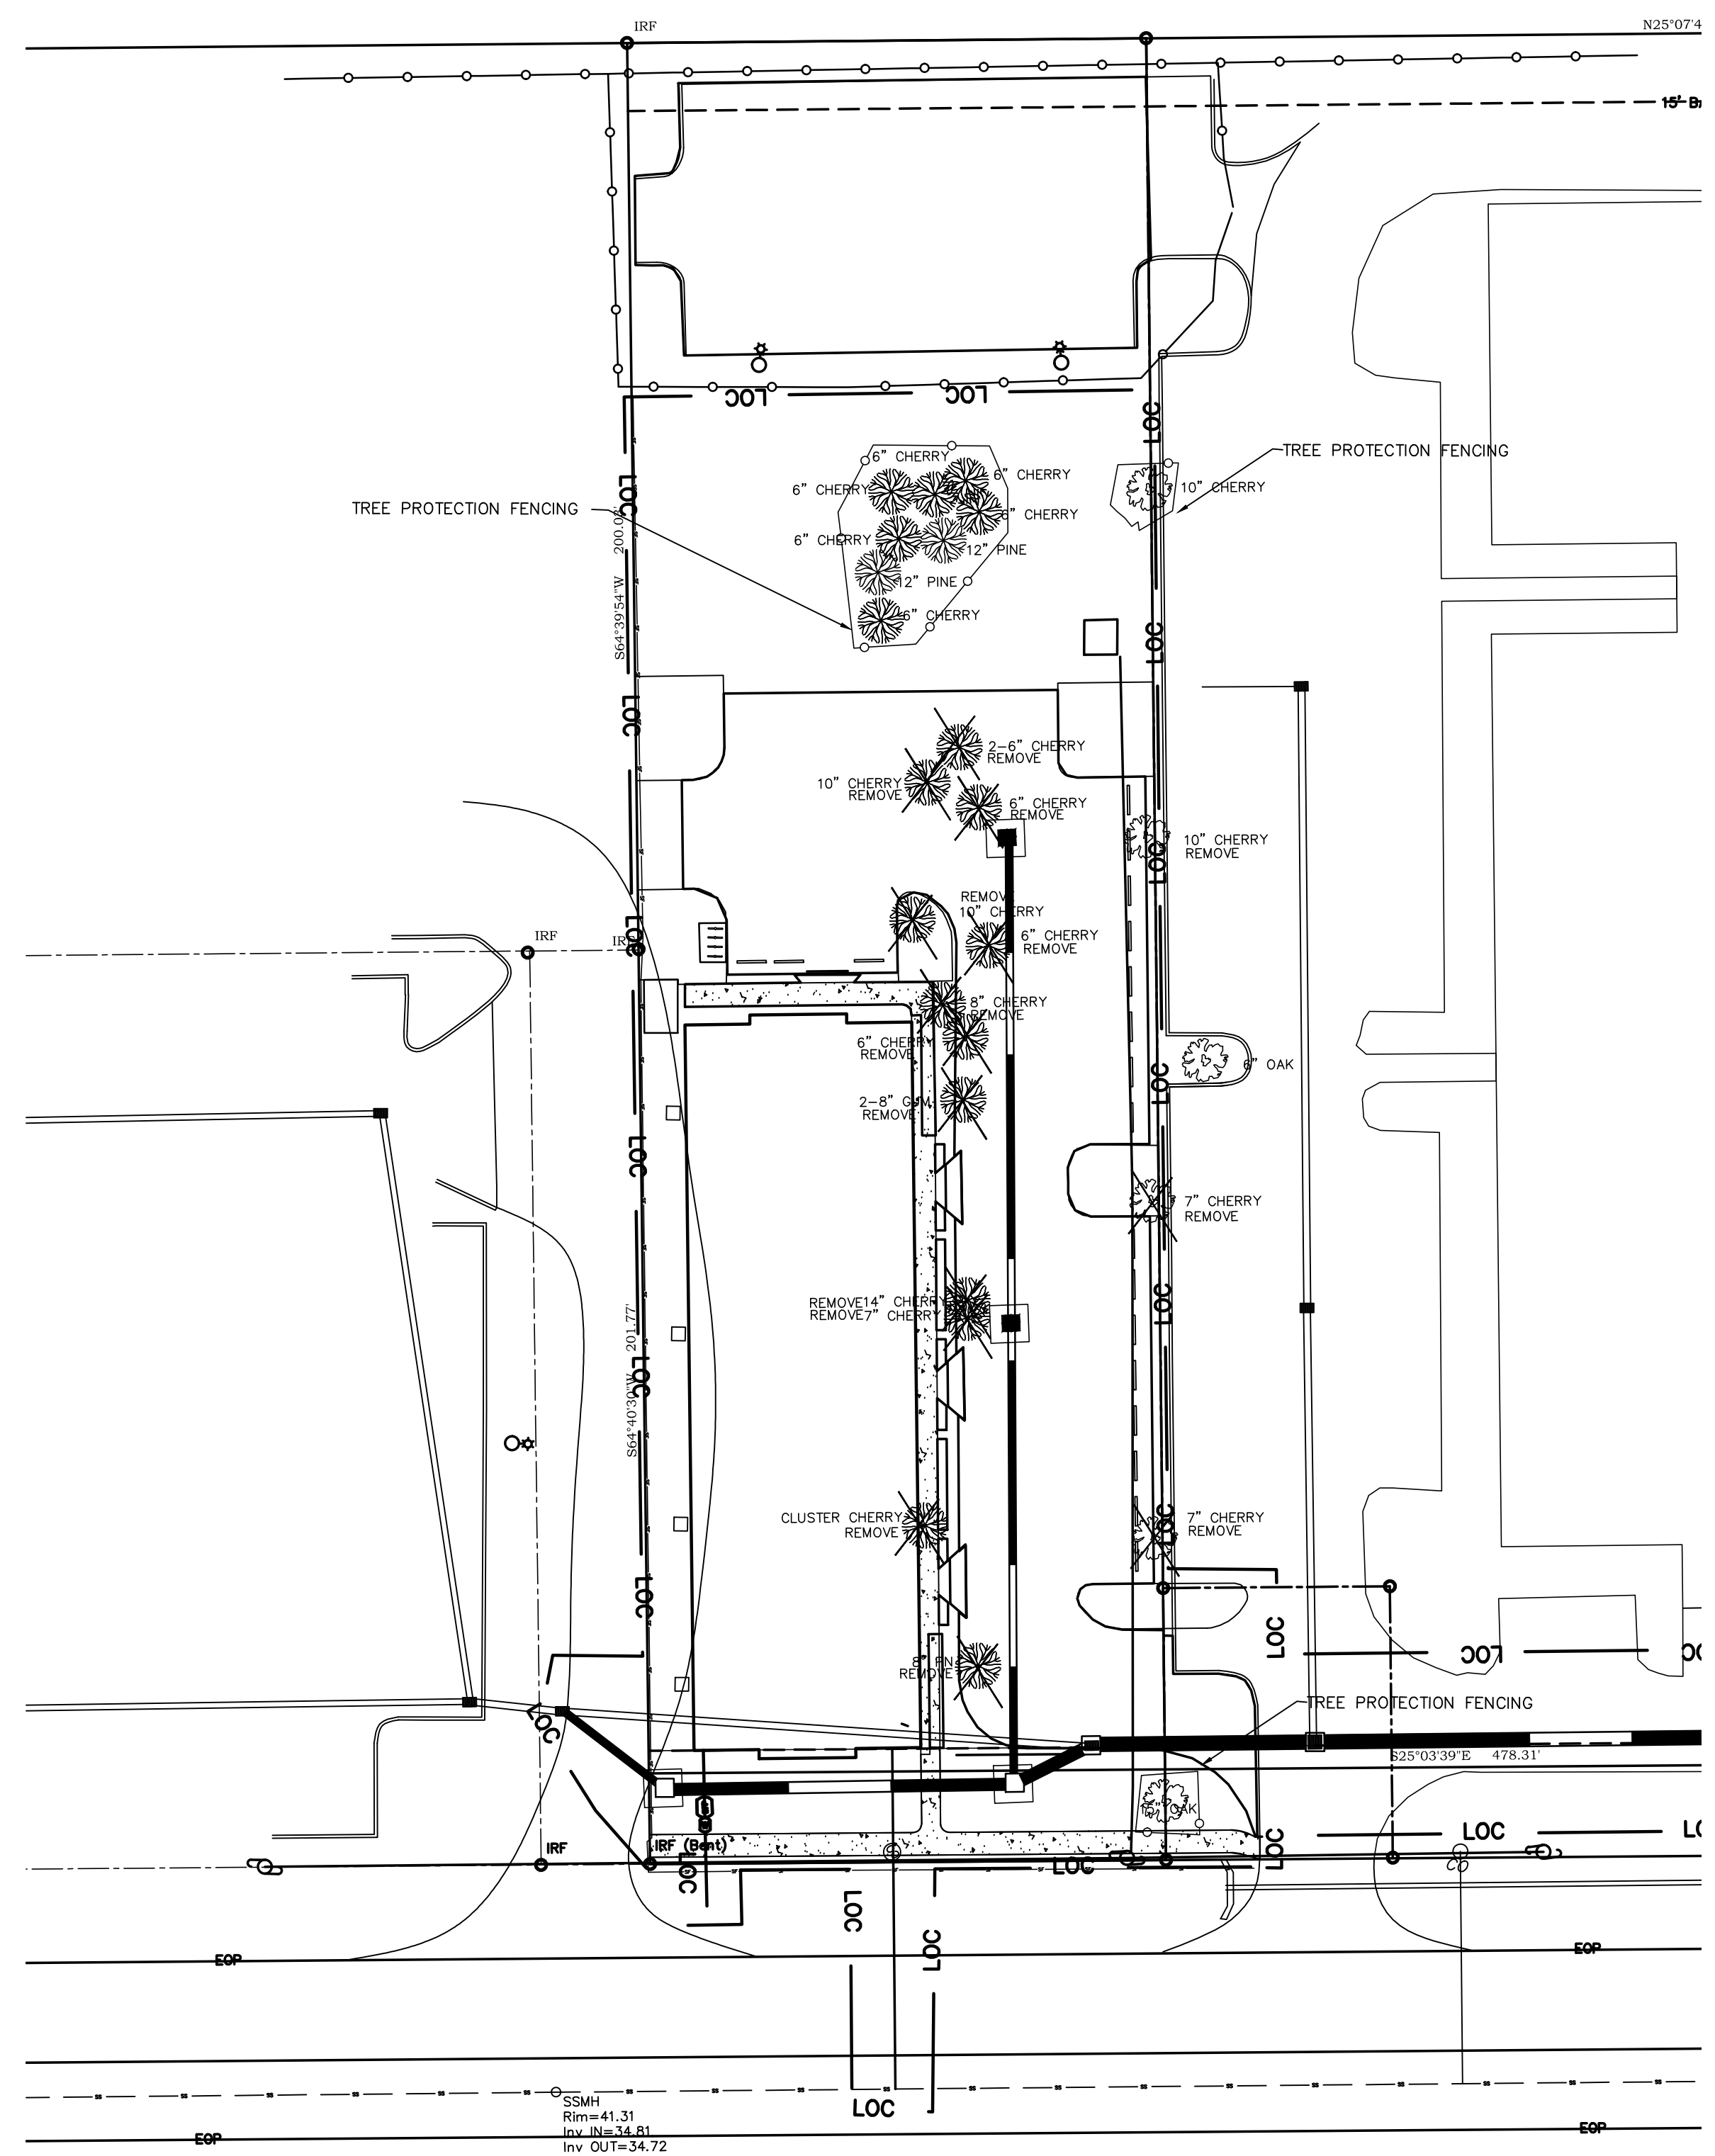 IRF
N25°07'4
15' B
LOC
LOC
LOC
TREE PROTECTION FENCING
6" CHERRY
6" CHERRY
6" CHERRY
10" CHERRY
LOC
TREE PROTECTION FENCING
6" CHERRY
200.0
6" CHERRY
12" PINE
12" PINE
S64°39'54"W
6" CHERRY
LOC
LOC
2-6" CHERRY
REMOVE
10" CHERRY
REMOVE
6" CHERRY
REMOVE
10" CHERRY
REMOVE
LOC
REMOVE
10" CHERRY
IRF
IRF
LOC
6" CHERRY
REMOVE
8" CHERRY
REMOVE
6" CHERRY
REMOVE
6" OAK
LOC
2-8" GUM
REMOVE
LOC
7" CHERRY
REMOVE
REMOVE14" CHERRY
REMOVE7" CHERRY
LOC
201.77'
LOC
S64°40'30"W
CLUSTER CHERRY
REMOVE
7" CHERRY
REMOVE
LOC
LOC
LOC
LOC
8" PN
REMOVE
TREE PROTECTION FENCING
LOC
S25°03'39"E 478.31'
OAK
LOC
IRF
IRF (Bent)
LOC
LOC
LOC
LOC
LOC
EOP
EOP
SS
LOC
SSMH
Rim=41.31
Inv IN=34.81
Inv OUT=34.72
EOP
EOP